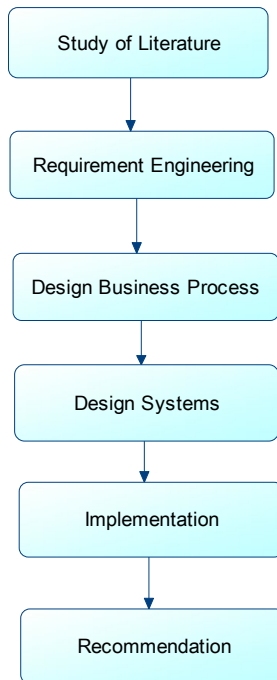 Study of Literature
Requirement Engineering
Design Business Process
Design Systems
Implementation
Recommendation